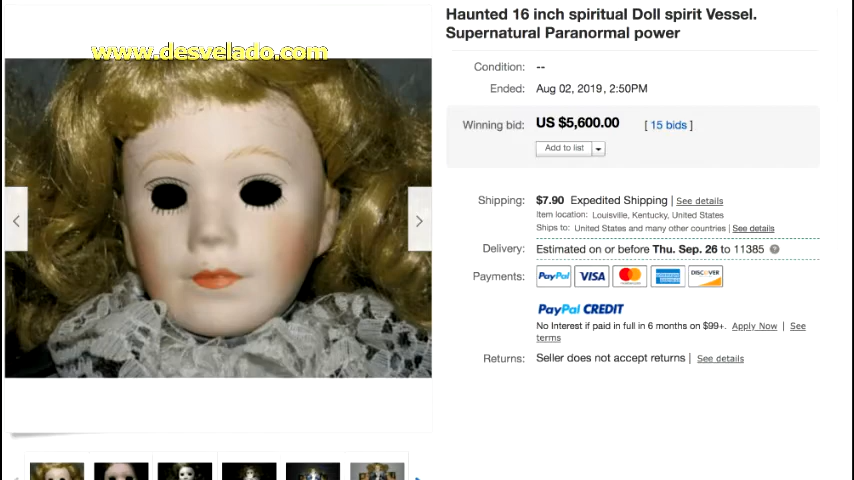 Haunted 16 inch spiritual Doll spirit Vessel.
Supernatural Paranormal power
www.desvelado.com
Condition: --
Ended: Aug 02, 2019, 2:50PM
Winning bid: US $5,600.00 [ 15 bids ]
Add to list
Shipping: $7.90 Expedited Shipping | See details
Item location: Louisville, Kentucky, United States
Ships to: United States and many other countries | See details
Delivery: Estimated on or before Thu. Sep. 26 to 11385 ?
Payments: PayPal VISA MasterCard AMERICAN EXPRESS DISCOVER
PayPal CREDIT
No Interest if paid in full in 6 months on $99+. Apply Now | See
terms
Returns: Seller does not accept returns | See details